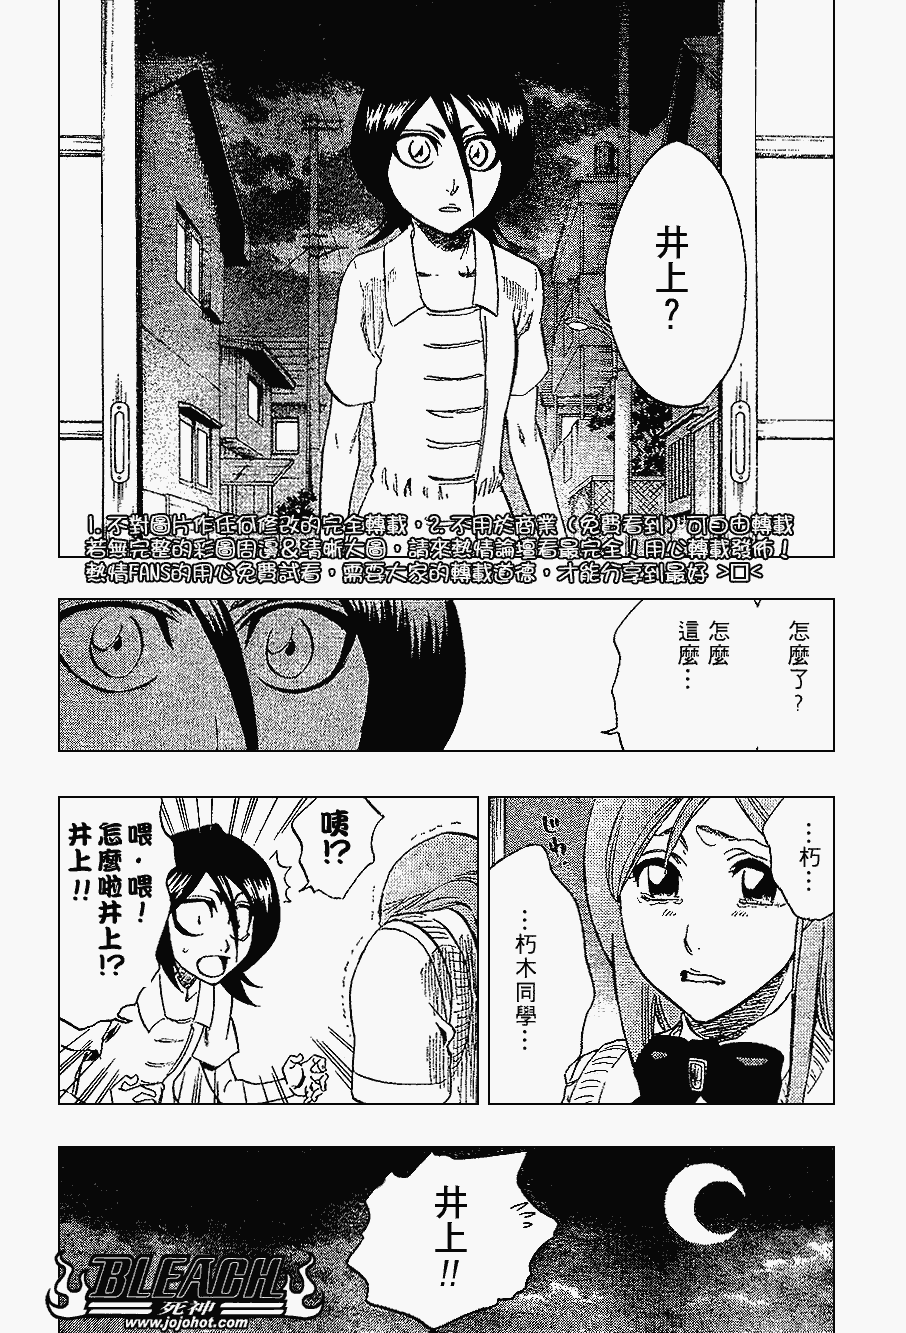 井上？
1. 不對圖片作任何修改的完全轉載，2. 不用於商業（免費看到）可自由轉載
若無完整的彩圖周漫&清晰大圖，請來熱情論壇看最完全!! 用心轉載發佈！
熱情FANS的用心免費試看，需要大家的轉載道德，才能分享到最好 >口<
怎麼了？
怎麼
這麼…
…朽…
じわ
…朽木同學…
咦!?
喂．喂！
怎麼啦井上!?
井上!!
井上!!
BLEACH
死神
www.jojohot.com